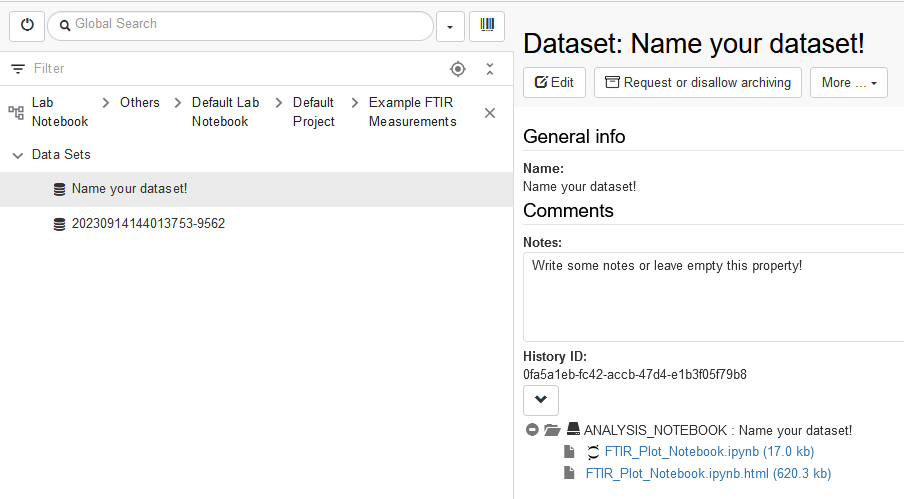 Global Search
Filter
Lab Notebook
Others
Default Lab Notebook
Default Project
Example FTIR Measurements
Data Sets
Name your dataset!
20230914144013753-9562
Dataset: Name your dataset!
Edit
Request or disallow archiving
More ...
General info
Name:
Name your dataset!
Comments
Notes:
Write some notes or leave empty this property!
History ID:
0fa5a1eb-fc42-accb-47d4-e1b3f05f79b8
ANALYSIS_NOTEBOOK : Name your dataset!
FTIR_Plot_Notebook.ipynb (17.0 kb)
FTIR_Plot_Notebook.ipynb.html (620.3 kb)